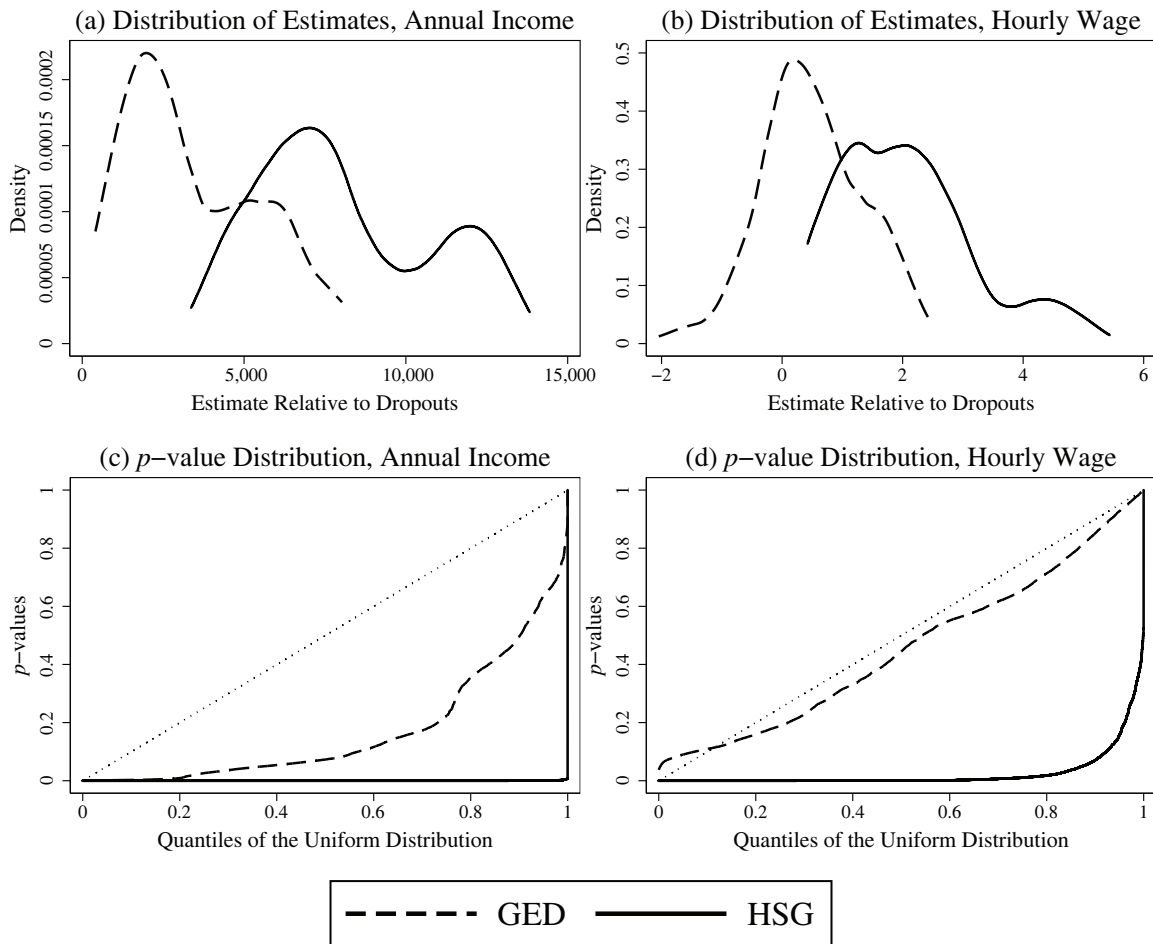 (a) Distribution of Estimates, Annual Income
Density
0 0.00005 0.0001 0.00015 0.0002
0 5,000 10,000 15,000
Estimate Relative to Dropouts
(b) Distribution of Estimates, Hourly Wage
Density
0 0.1 0.2 0.3 0.4 0.5
−2 0 2 4 6
Estimate Relative to Dropouts
(c) p−value Distribution, Annual Income
p−values
0 0.2 0.4 0.6 0.8 1
0 0.2 0.4 0.6 0.8 1
Quantiles of the Uniform Distribution
(d) p−value Distribution, Hourly Wage
p−values
0 0.2 0.4 0.6 0.8 1
0 0.2 0.4 0.6 0.8 1
Quantiles of the Uniform Distribution
GED HSG